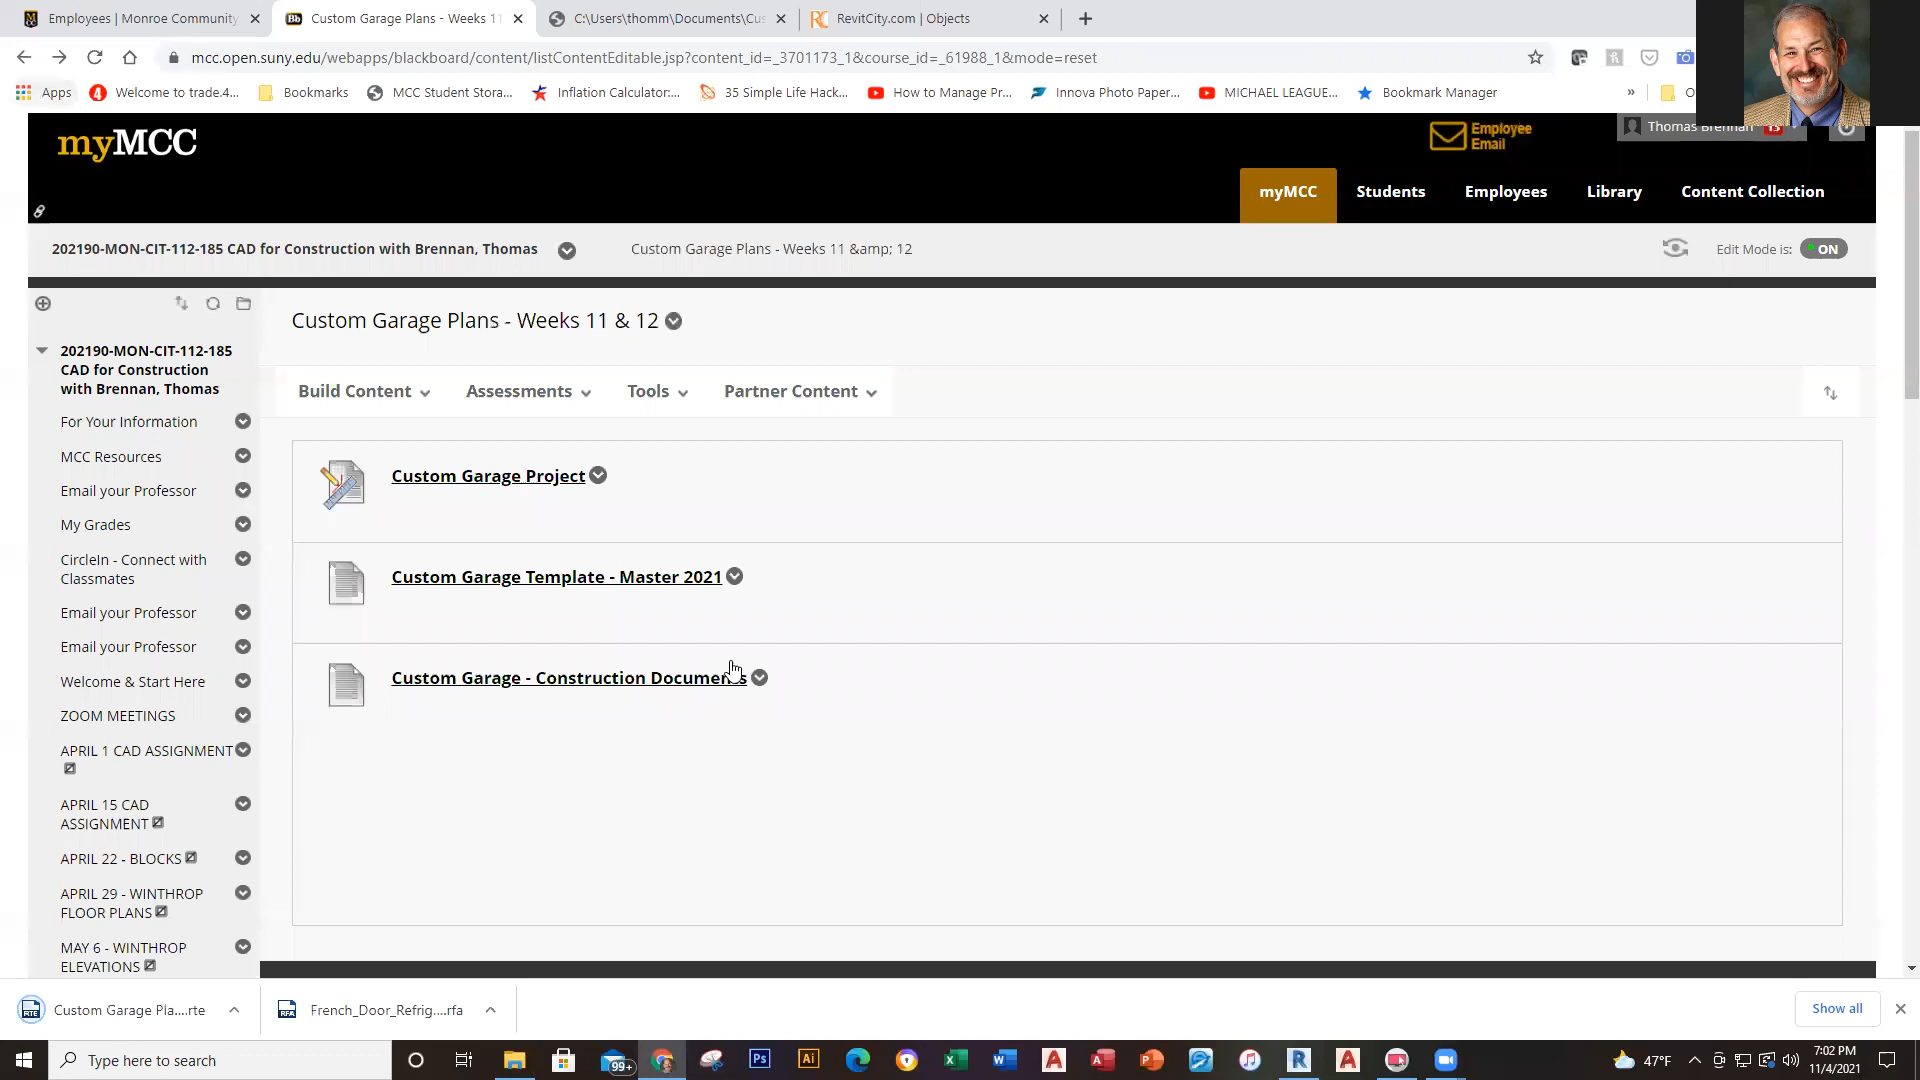 Employees | Monroe Community
Custom Garage Plans - Weeks 11
C:\Users\thomm\Documents\Cus
RevitCity.com | Objects
mcc.open.suny.edu/webapps/blackboard/content/listContentEditable.jsp?content_id=_3701173_1&course_id=_61988_1&mode=reset
Apps
Welcome to trade.4...
Bookmarks
MCC Student Stora...
Inflation Calculator:...
35 Simple Life Hack...
How to Manage Pr...
Innova Photo Paper...
MICHAEL LEAGUE...
Bookmark Manager
»
myMCC
Employee
Email
Thomas Brennan
myMCC
Students
Employees
Library
Content Collection
202190-MON-CIT-112-185 CAD for Construction with Brennan, Thomas
Custom Garage Plans - Weeks 11 &amp; 12
Edit Mode is:
ON
Custom Garage Plans - Weeks 11 & 12
202190-MON-CIT-112-185
CAD for Construction
with Brennan, Thomas
For Your Information
MCC Resources
Email your Professor
My Grades
CircleIn - Connect with
Classmates
Email your Professor
Email your Professor
Welcome & Start Here
ZOOM MEETINGS
APRIL 1 CAD ASSIGNMENT
APRIL 15 CAD
ASSIGNMENT
APRIL 22 - BLOCKS
APRIL 29 - WINTHROP
FLOOR PLANS
MAY 6 - WINTHROP
ELEVATIONS
Build Content
Assessments
Tools
Partner Content
Custom Garage Project
Custom Garage Template - Master 2021
Custom Garage - Construction Documents
Custom Garage Pla....rte
French_Door_Refrig....rfa
Show all
Type here to search
99+
47°F
7:02 PM
11/4/2021